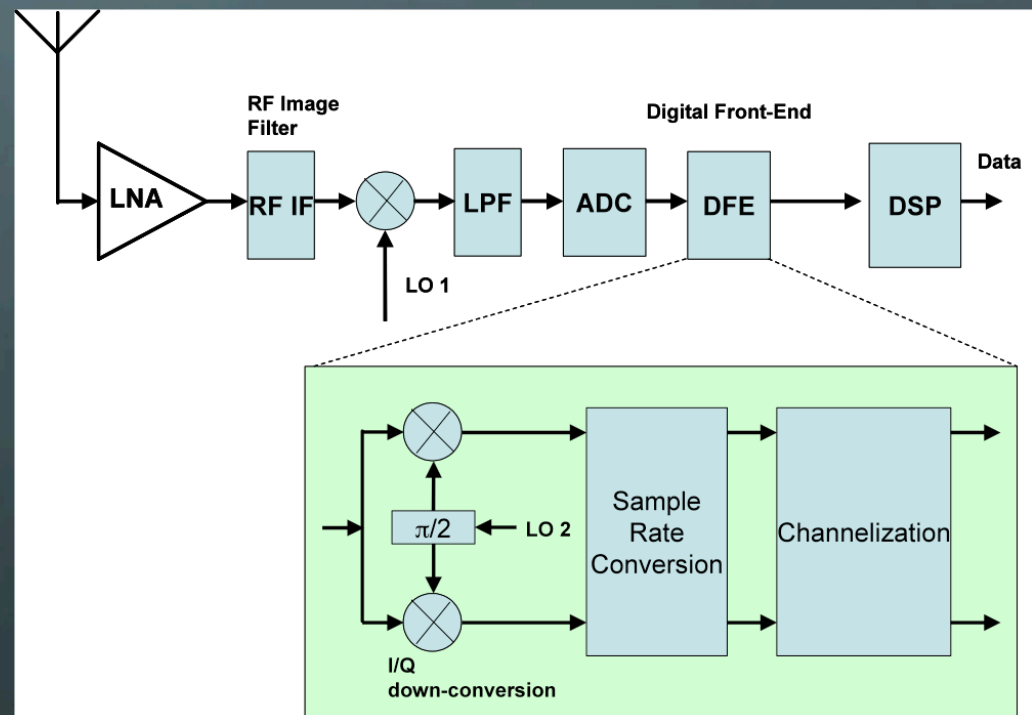 RF Image
Filter
Digital Front-End
Data
LNA
RF IF
LPF
ADC
DFE
DSP
LO 1
π/2
LO 2
Sample
Rate
Conversion
Channelization
I/Q
down-conversion